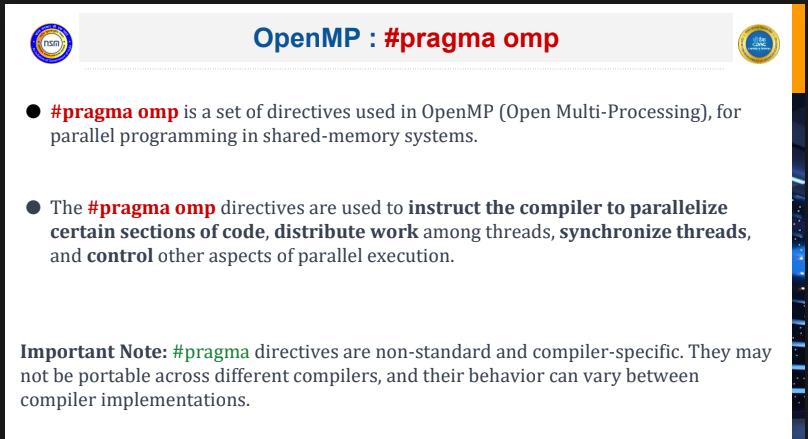 OpenMP : #pragma omp
nsm
● #pragma omp is a set of directives used in OpenMP (Open Multi-Processing), for
parallel programming in shared-memory systems.
● The #pragma omp directives are used to instruct the compiler to parallelize
certain sections of code, distribute work among threads, synchronize threads,
and control other aspects of parallel execution.
Important Note: #pragma directives are non-standard and compiler-specific. They may
not be portable across different compilers, and their behavior can vary between
compiler implementations.